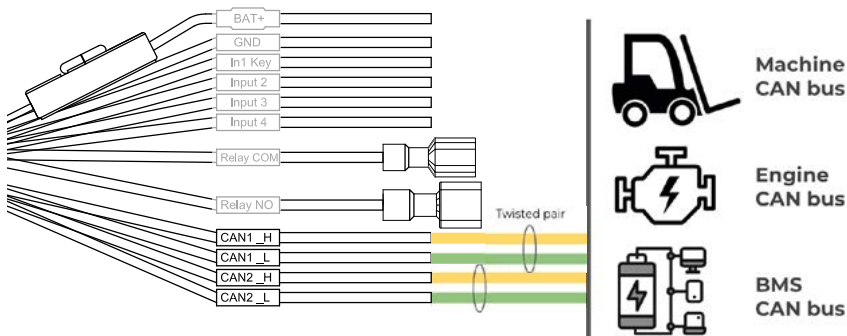 BAT+
GND
In1 Key
Input 2
Input 3
Input 4
Relay COM
Relay NO
Twisted pair
CAN1 _H
CAN1 _L
CAN2 _H
CAN2 _L
Machine
CAN bus
Engine
CAN bus
BMS
CAN bus